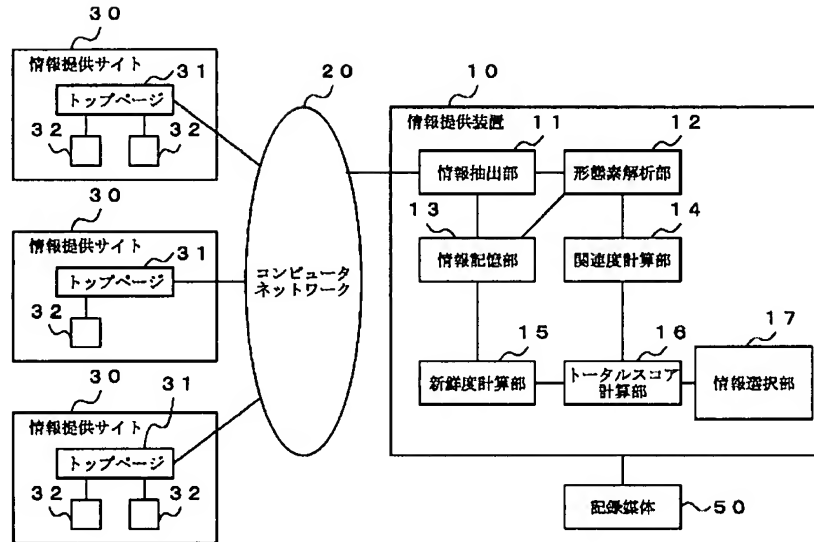 30
情報提供サイト
31
トップページ
32
32
30
情報提供サイト
31
トップページ
32
30
情報提供サイト
31
トップページ
32
32
20
コンピュータ
ネットワーク
10
情報提供装置
11
情報抽出部
12
形態素解析部
13
情報記憶部
14
関連度計算部
15
新鮮度計算部
16
トータルスコア
計算部
17
情報選択部
記録媒体
50